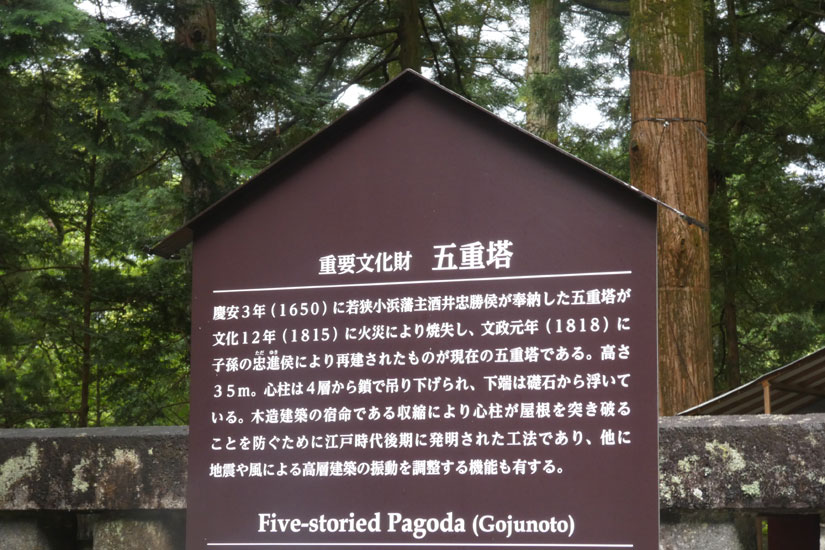 重要文化財　五重塔
慶安３年（1650）に若狭小浜藩主酒井忠勝侯が奉納した五重塔が
文化１２年（1815）に火災により焼失し、文政元年（1818）に
ただ ゆき
子孫の忠進侯により再建されたものが現在の五重塔である。高さ
３５ｍ。心柱は４層から鎖で吊り下げられ、下端は礎石から浮いて
いる。木造建築の宿命である収縮により心柱が屋根を突き破る
ことを防ぐために江戸時代後期に発明された工法であり、他に
地震や風による高層建築の振動を調整する機能も有する。
Five-storied Pagoda (Gojunoto)